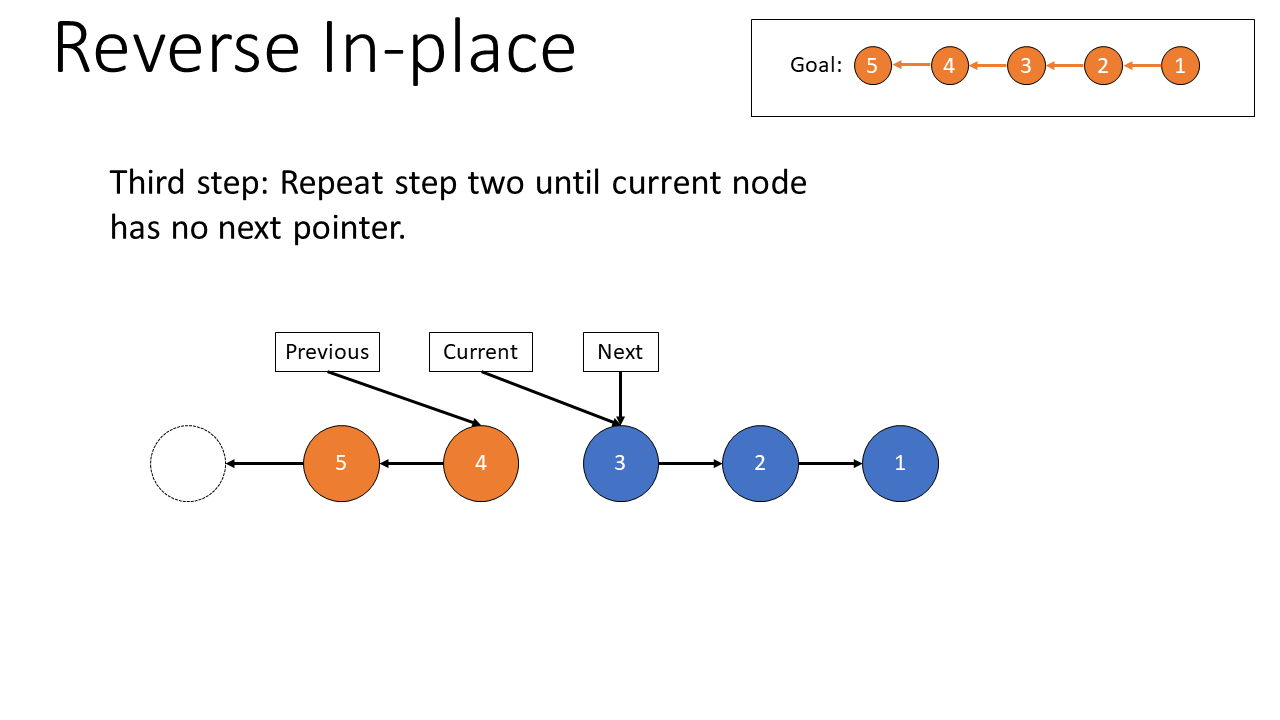 Reverse In-place
Goal: 5 4 3 2 1
Third step: Repeat step two until current node
has no next pointer.
Previous Current Next
5 4 3 2 1